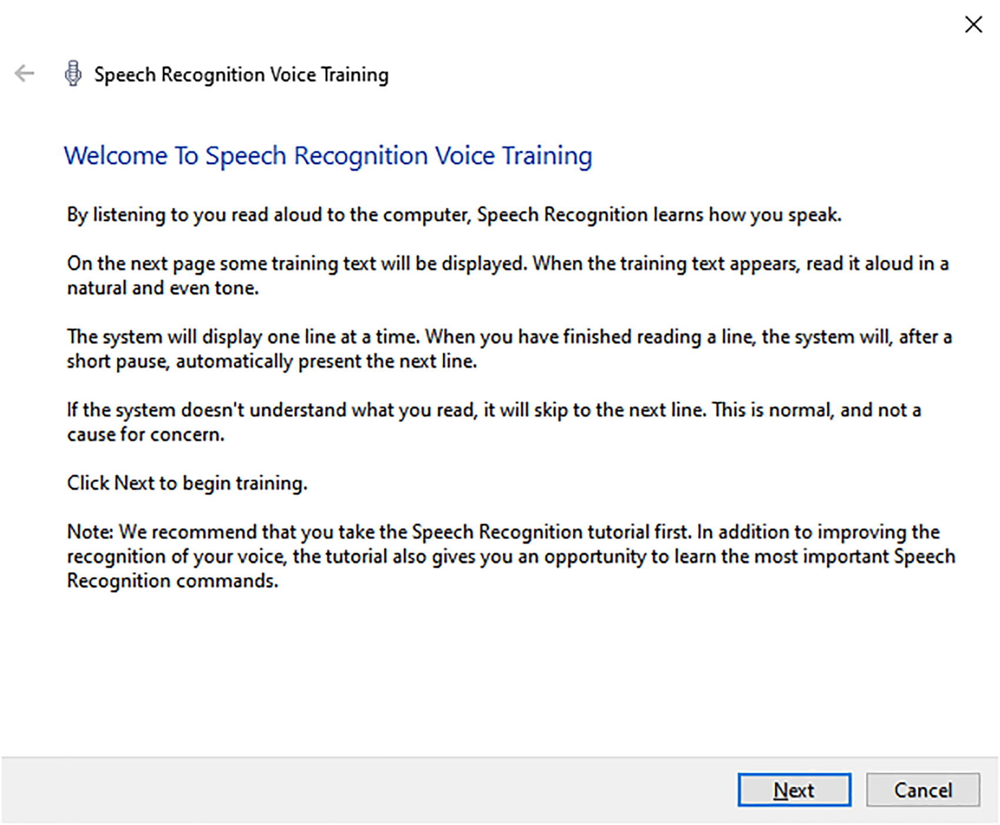 Speech Recognition Voice Training
Welcome To Speech Recognition Voice Training
By listening to you read aloud to the computer, Speech Recognition learns how you speak.
On the next page some training text will be displayed. When the training text appears, read it aloud in a
natural and even tone.
The system will display one line at a time. When you have finished reading a line, the system will, after a
short pause, automatically present the next line.
If the system doesn't understand what you read, it will skip to the next line. This is normal, and not a
cause for concern.
Click Next to begin training.
Note: We recommend that you take the Speech Recognition tutorial first. In addition to improving the
recognition of your voice, the tutorial also gives you an opportunity to learn the most important Speech
Recognition commands.
Next Cancel